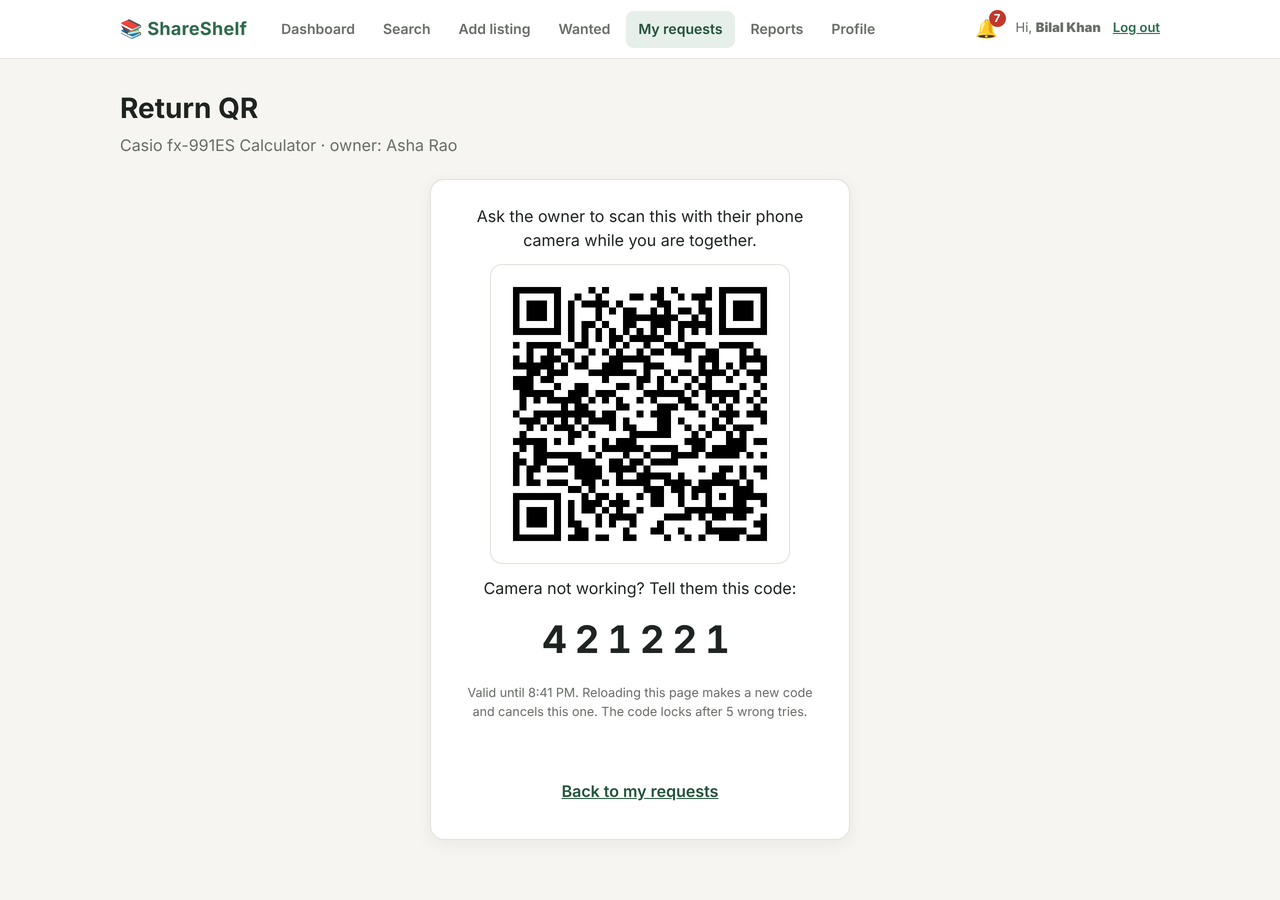 📚 ShareShelf Dashboard Search Add listing Wanted My requests Reports Profile 🔔 7 Hi, Bilal Khan Log out
Return QR
Casio fx-991ES Calculator · owner: Asha Rao
Ask the owner to scan this with their phone
camera while you are together.
Camera not working? Tell them this code:
421221
Valid until 8:41 PM. Reloading this page makes a new code
and cancels this one. The code locks after 5 wrong tries.
Back to my requests